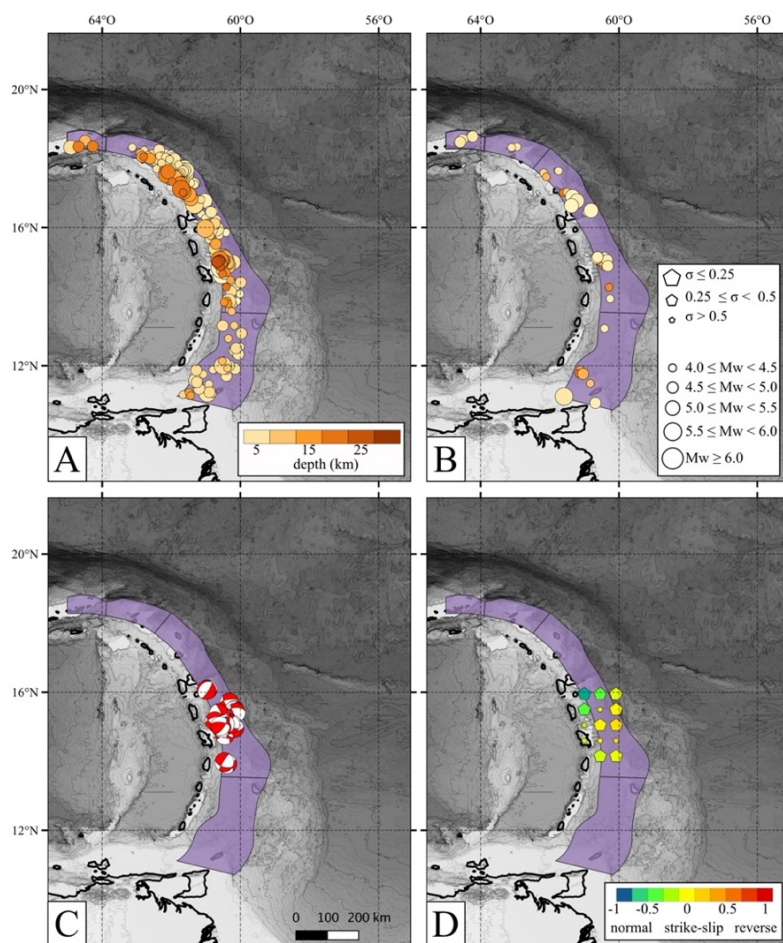 64°W 60°W 56°W 64°W 60°W 56°W
20°N
16°N
12°N
A
5 15 25
depth (km)
20°N
16°N
12°N
B
σ ≤ 0.25
0.25 ≤ σ < 0.5
σ > 0.5
4.0 ≤ Mw < 4.5
4.5 ≤ Mw < 5.0
5.0 ≤ Mw < 5.5
5.5 ≤ Mw < 6.0
Mw ≥ 6.0
20°N
16°N
12°N
C
0 100 200 km
20°N
16°N
12°N
D
-1 -0.5 0 0.5 1
normal strike-slip reverse